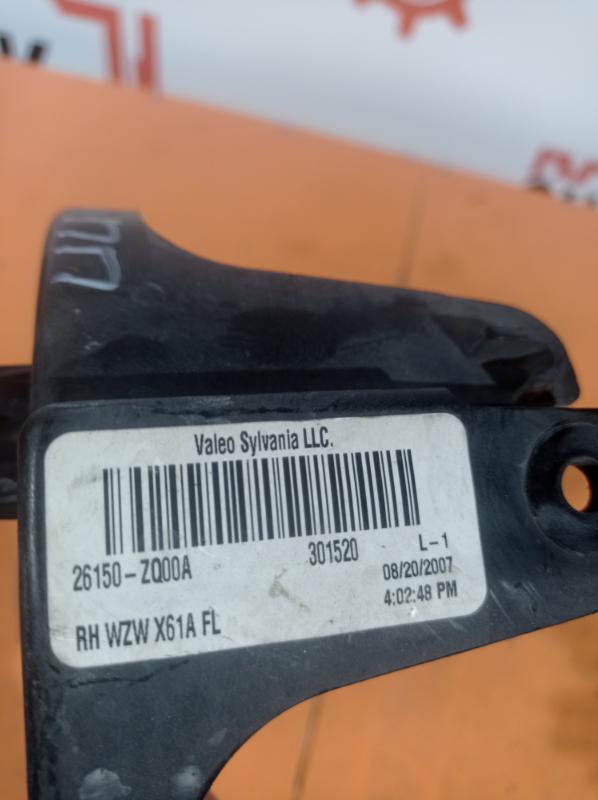 Valeo Sylvania LLC.
26150-ZQ00A 301520 L-1
08/20/2007
4:02:48 PM
RH WZW X61A FL